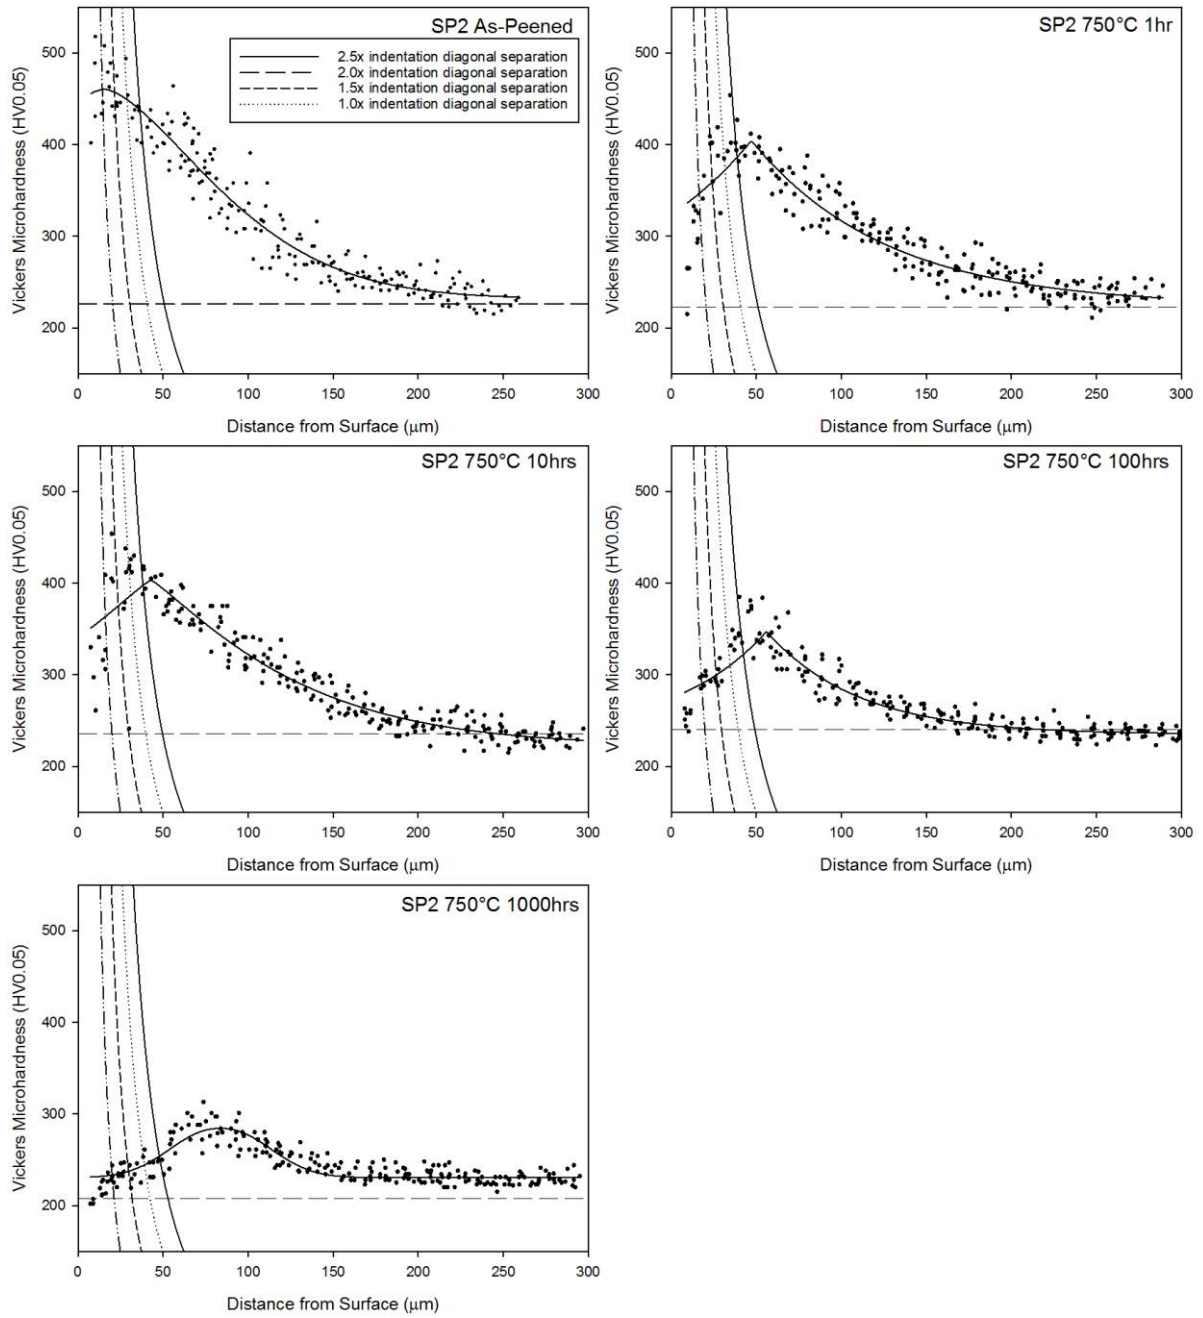 SP2 As-Peened
2.5x indentation diagonal separation
2.0x indentation diagonal separation
1.5x indentation diagonal separation
1.0x indentation diagonal separation
Vickers Microhardness (HV0.05)
500
400
300
200
0 50 100 150 200 250 300
Distance from Surface (μm)
SP2 750°C 1hr
Vickers Microhardness (HV0.05)
500
400
300
200
0 50 100 150 200 250 300
Distance from Surface (μm)
SP2 750°C 10hrs
Vickers Microhardness (HV0.05)
500
400
300
200
0 50 100 150 200 250 300
Distance from Surface (μm)
SP2 750°C 100hrs
Vickers Microhardness (HV0.05)
500
400
300
200
0 50 100 150 200 250 300
Distance from Surface (μm)
SP2 750°C 1000hrs
Vickers Microhardness (HV0.05)
500
400
300
200
0 50 100 150 200 250 300
Distance from Surface (μm)